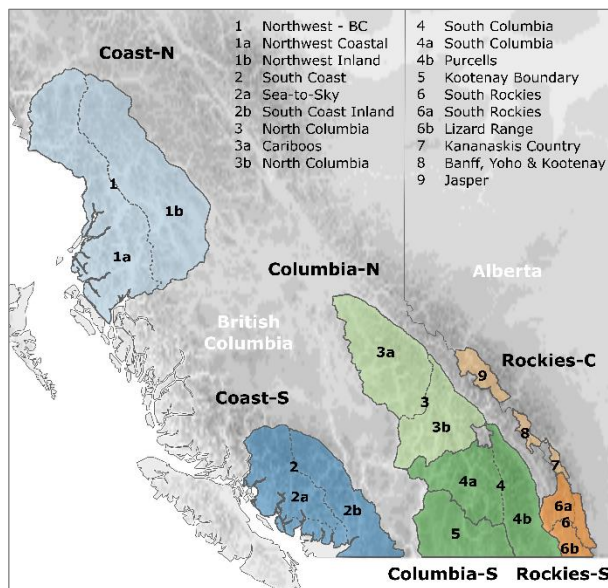 1 Northwest - BC
1a Northwest Coastal
1b Northwest Inland
2 South Coast
2a Sea-to-Sky
2b South Coast Inland
3 North Columbia
3a Cariboos
3b North Columbia
4 South Columbia
4a South Columbia
4b Purcells
5 Kootenay Boundary
6 South Rockies
6a South Rockies
6b Lizard Range
7 Kananaskis Country
8 Banff, Yoho & Kootenay
9 Jasper
Coast-N
1
1b
1a
Columbia-N
Alberta
British
Columbia
3a
Rockies-C
9
3
3b
8
Coast-S
2
2a
2b
7
4a
4
6a
6
5
4b
6b
Columbia-S
Rockies-S